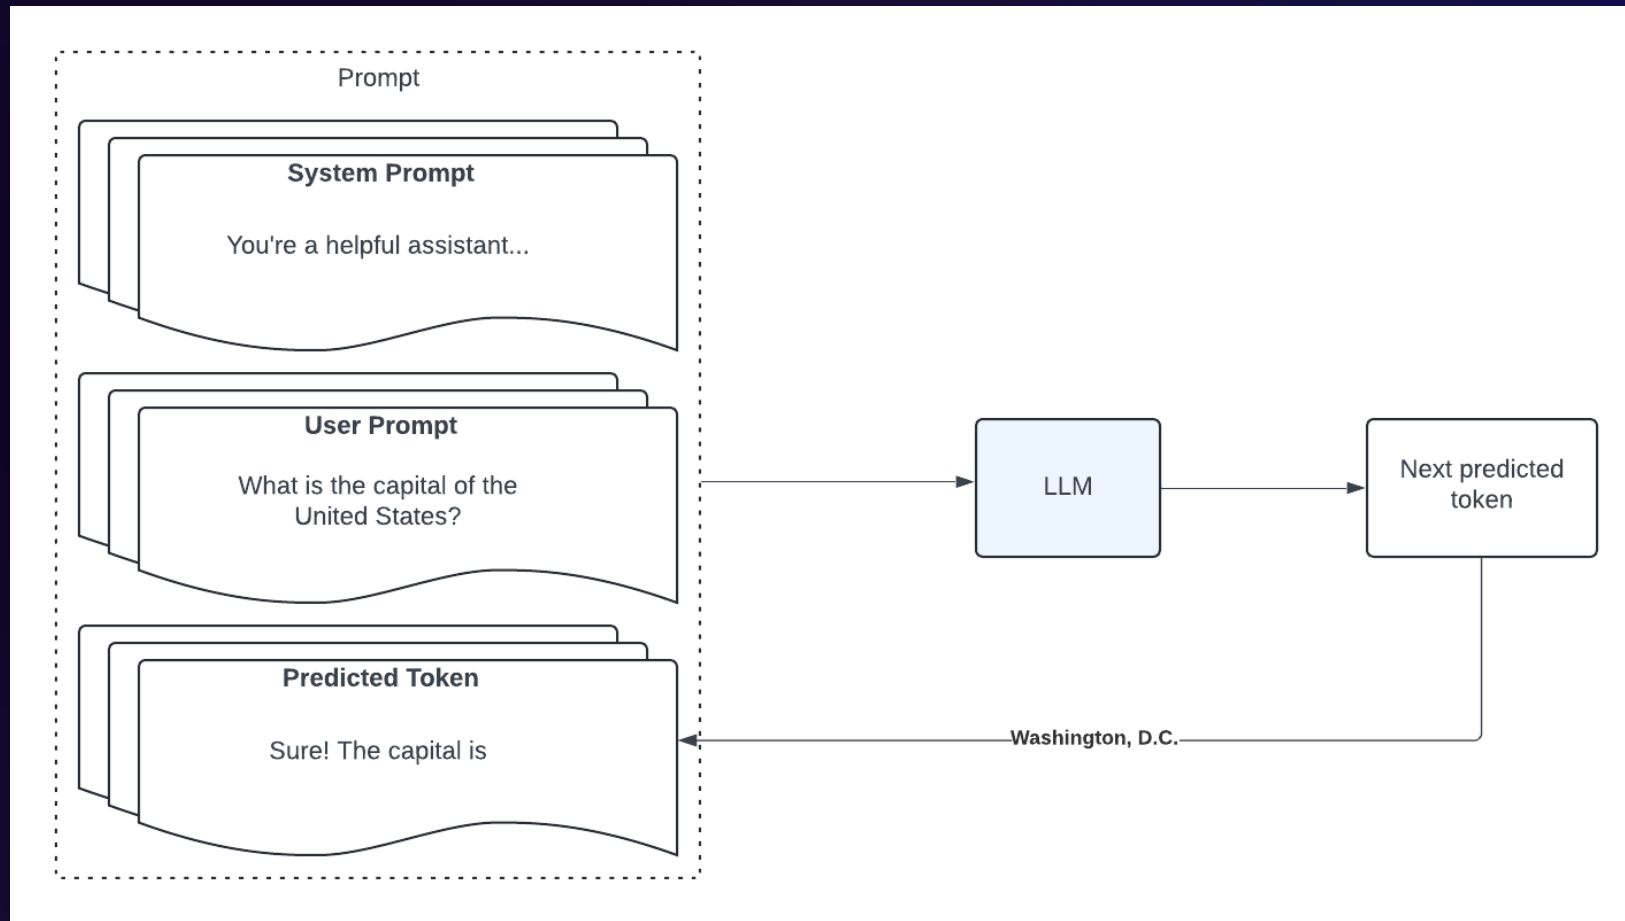 Prompt
System Prompt
You're a helpful assistant...
User Prompt
What is the capital of the
United States?
LLM
Next predicted
token
Predicted Token
Sure! The capital is
Washington, D.C.